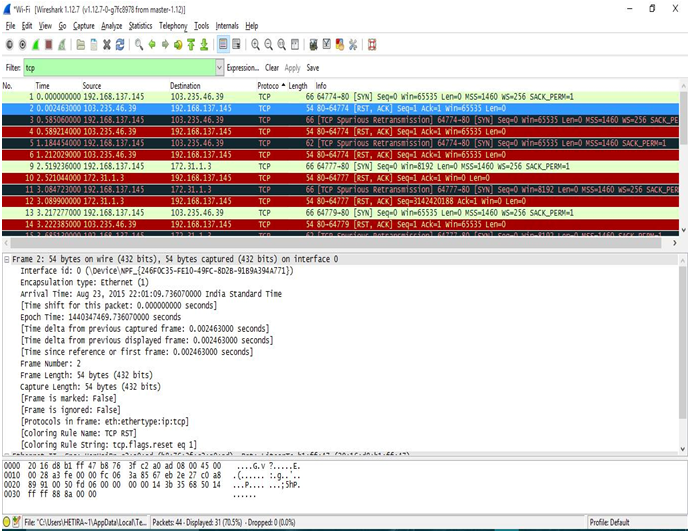 *Wi-Fi [Wireshark 1.12.7 (v1.12.7-0-g7fc8978 from master-1.12)]
File Edit View Go Capture Analyze Statistics Telephony Tools Internals Help
Filter: tcp Expression... Clear Apply Save
No. Time Source Destination Protoco Length Info
1 0.000000000 192.168.137.145 103.235.46.39 TCP 66 64774→80 [SYN] Seq=0 Win=65535 Len=0 MSS=1460 WS=256 SACK_PERM=1
2 0.002463000 103.235.46.39 192.168.137.145 TCP 54 80→64774 [RST, ACK] Seq=1 Ack=1 Win=65535 Len=0
3 0.585060000 192.168.137.145 103.235.46.39 TCP 66 [TCP Spurious Retransmission] 64774→80 [SYN] Seq=0 Win=65535 Len=0 MSS=1460 WS=256 SACK_PE
4 0.589214000 103.235.46.39 192.168.137.145 TCP 54 80→64774 [RST, ACK] Seq=1 Ack=1 Win=65535 Len=0
5 1.184454000 192.168.137.145 103.235.46.39 TCP 62 [TCP Spurious Retransmission] 64774→80 [SYN] Seq=0 Win=65535 Len=0 MSS=1460 SACK_PERM=1
6 1.212029000 103.235.46.39 192.168.137.145 TCP 54 80→64774 [RST, ACK] Seq=1 Ack=1 Win=65535 Len=0
9 2.519236000 192.168.137.145 172.31.1.3 TCP 66 64777→80 [SYN] Seq=0 Win=8192 Len=0 MSS=1460 WS=256 SACK_PERM=1
10 2.521044000 172.31.1.3 192.168.137.145 TCP 54 80→64777 [RST, ACK] Seq=1 Ack=1 Win=8192 Len=0
11 3.084723000 192.168.137.145 172.31.1.3 TCP 66 [TCP Spurious Retransmission] 64777→80 [SYN] Seq=0 Win=8192 Len=0 MSS=1460 WS=256 SACK_PER
12 3.089900000 172.31.1.3 192.168.137.145 TCP 54 80→64777 [RST, ACK] Seq=3142420188 Ack=1 Win=0 Len=0
13 3.217277000 192.168.137.145 103.235.46.39 TCP 66 64779→80 [SYN] Seq=0 Win=65535 Len=0 MSS=1460 WS=256 SACK_PERM=1
14 3.222385000 103.235.46.39 192.168.137.145 TCP 54 80→64779 [RST, ACK] Seq=1 Ack=1 Win=65535 Len=0
Frame 2: 54 bytes on wire (432 bits), 54 bytes captured (432 bits) on interface 0
Interface id: 0 (\Device\NPF_{246F0C35-FE10-49FC-8D2B-91B9A394A771})
Encapsulation type: Ethernet (1)
Arrival Time: Aug 23, 2015 22:01:09.736070000 India Standard Time
[Time shift for this packet: 0.000000000 seconds]
Epoch Time: 1440347469.736070000 seconds
[Time delta from previous captured frame: 0.002463000 seconds]
[Time delta from previous displayed frame: 0.002463000 seconds]
[Time since reference or first frame: 0.002463000 seconds]
Frame Number: 2
Frame Length: 54 bytes (432 bits)
Capture Length: 54 bytes (432 bits)
[Frame is marked: False]
[Frame is ignored: False]
[Protocols in frame: eth:ethertype:ip:tcp]
[Coloring Rule Name: TCP RST]
[Coloring Rule String: tcp.flags.reset eq 1]
0000 20 16 d8 b1 ff 47 b8 76 3f c2 a0 ad 08 00 45 00 ....G.v ?.....E.
0010 00 28 a3 fe 00 00 fc 06 3a 85 67 eb 2e 27 c0 a8 .(...... :.g..'..
0020 89 91 00 50 fd 06 00 00 00 00 14 3b 35 68 50 14 ...P.... ...;5hP.
0030 ff ff 88 8a 00 00 ......
File: "C:\Users\HETIRA~1\AppData\Local\Te... Packets: 44 · Displayed: 31 (70.5%) · Dropped: 0 (0.0%) Profile: Default